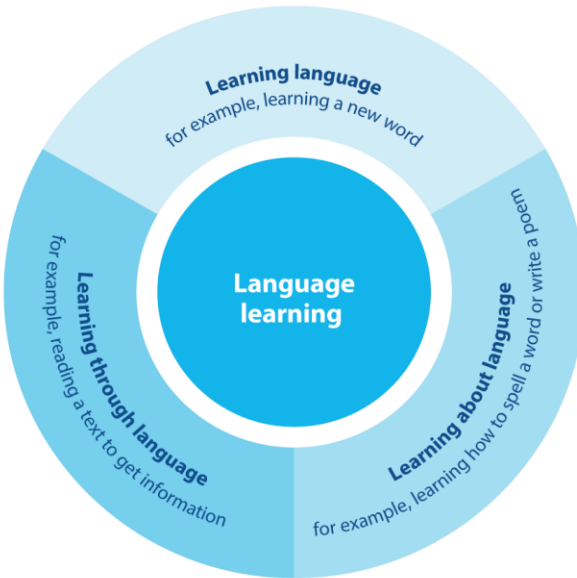 Learning language
for example, learning a new word
Language
learning
Learning about language
for example, learning how to spell a word or write a poem
Learning through language
for example, reading a text to get information